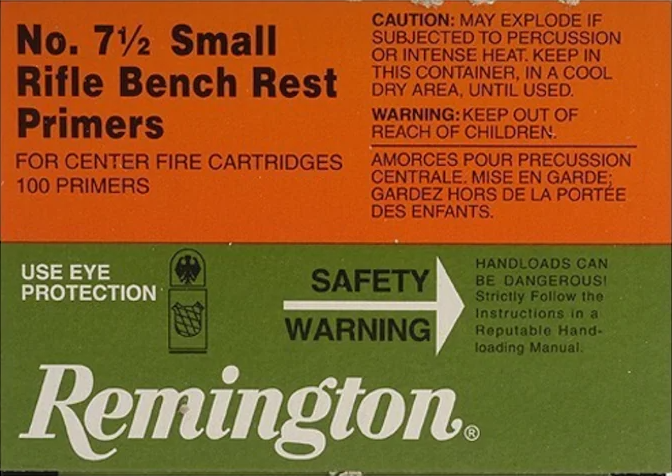 No. 7½ Small
Rifle Bench Rest
Primers
FOR CENTER FIRE CARTRIDGES
100 PRIMERS
CAUTION: MAY EXPLODE IF
SUBJECTED TO PERCUSSION
OR INTENSE HEAT. KEEP IN
THIS CONTAINER, IN A COOL
DRY AREA, UNTIL USED.
WARNING: KEEP OUT OF
REACH OF CHILDREN.
AMORCES POUR PRECUSSION
CENTRALE. MISE EN GARDE;
GARDEZ HORS DE LA PORTÉE
DES ENFANTS.
USE EYE
PROTECTION
SAFETY
WARNING
HANDLOADS CAN
BE DANGEROUS!
Strictly Follow the
Instructions in a
Reputable Hand-
loading Manual.
Remington®